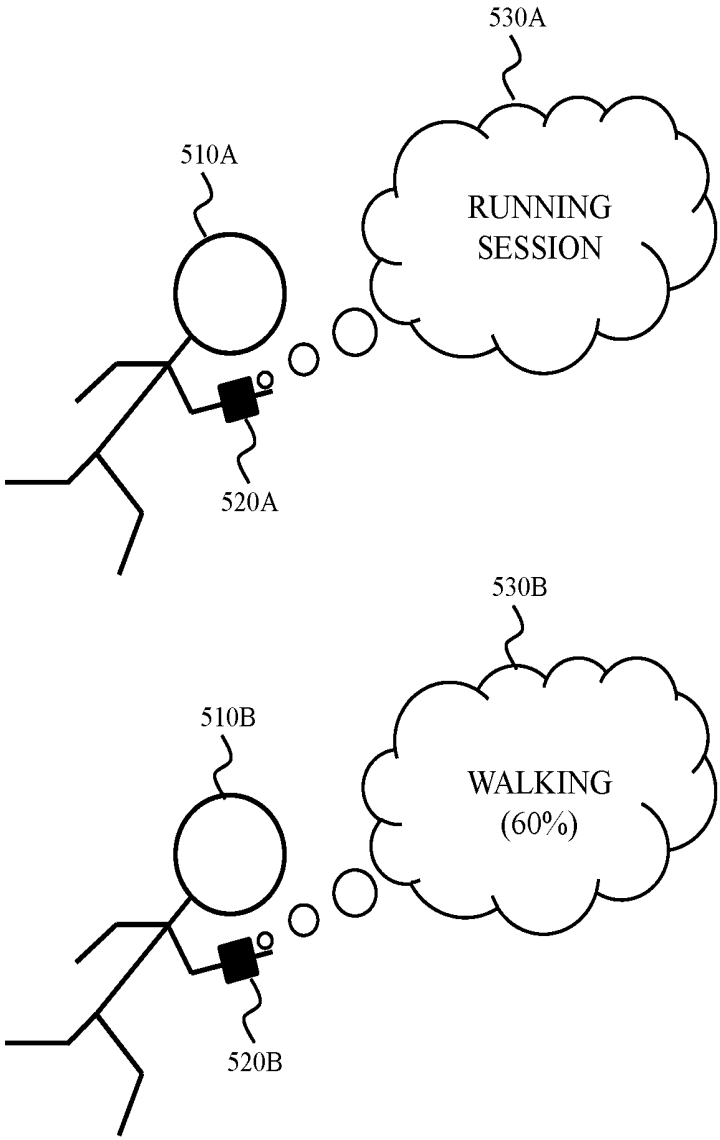 530A
510A
RUNNING
SESSION
520A
530B
510B
WALKING
(60%)
520B